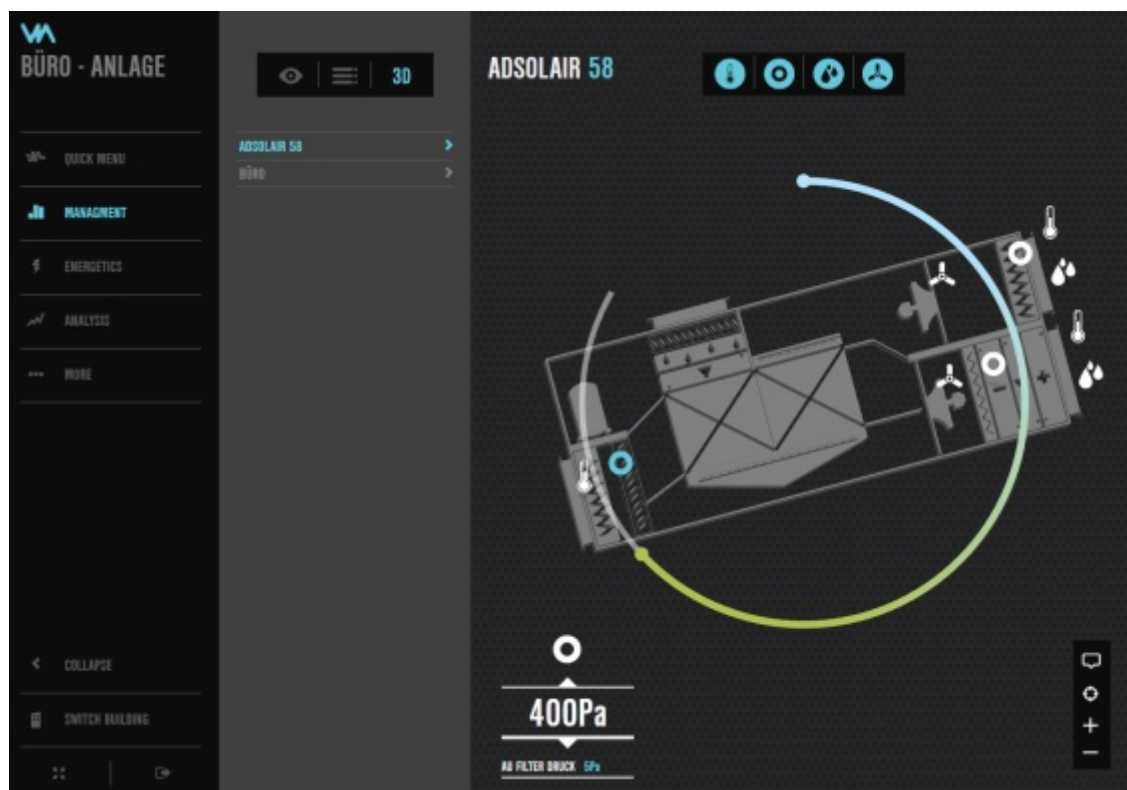 VIA
BÜRO - ANLAGE
QUICK MENU
MANAGMENT
ENERGETICS
ANALYSIS
MORE
COLLAPSE
SWITCH BUILDING
3D
ADSOLAIR 58
BÜRO
ADSOLAIR 58
400Pa
AU FILTER DRUCK 5Pa